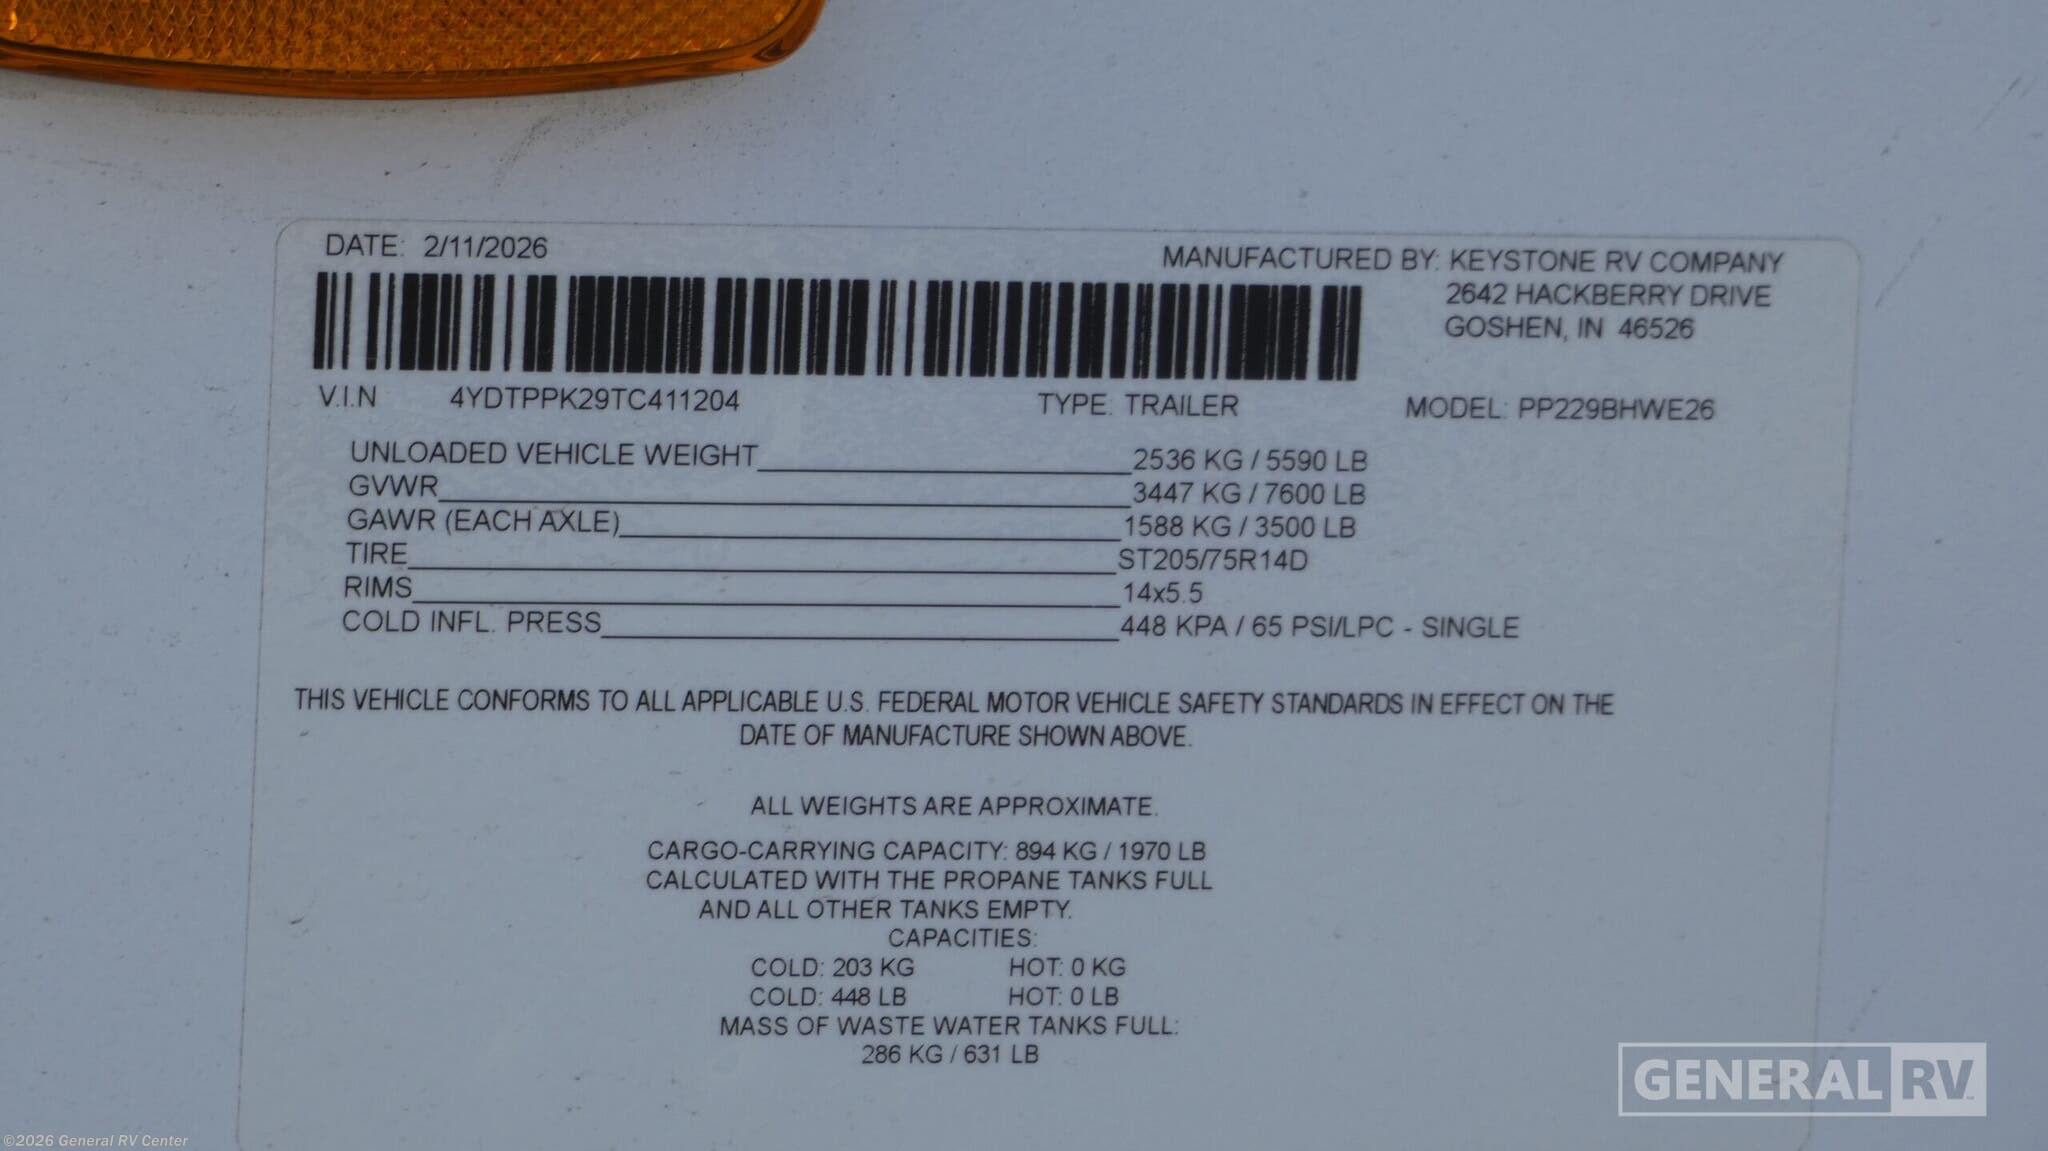 DATE: 2/11/2026
MANUFACTURED BY: KEYSTONE RV COMPANY
2642 HACKBERRY DRIVE
GOSHEN, IN 46526
V.I.N 4YDTPPK29TC411204 TYPE: TRAILER MODEL: PP229BHWE26
UNLOADED VEHICLE WEIGHT 2536 KG / 5590 LB
GVWR 3447 KG / 7600 LB
GAWR (EACH AXLE) 1588 KG / 3500 LB
TIRE ST205/75R14D
RIMS 14x5.5
COLD INFL. PRESS 448 KPA / 65 PSI/LPC - SINGLE
THIS VEHICLE CONFORMS TO ALL APPLICABLE U.S. FEDERAL MOTOR VEHICLE SAFETY STANDARDS IN EFFECT ON THE
DATE OF MANUFACTURE SHOWN ABOVE.
ALL WEIGHTS ARE APPROXIMATE.
CARGO-CARRYING CAPACITY: 894 KG / 1970 LB
CALCULATED WITH THE PROPANE TANKS FULL
AND ALL OTHER TANKS EMPTY.
CAPACITIES:
COLD: 203 KG HOT: 0 KG
COLD: 448 LB HOT: 0 LB
MASS OF WASTE WATER TANKS FULL:
286 KG / 631 LB
GENERAL RV
©2026 General RV Center